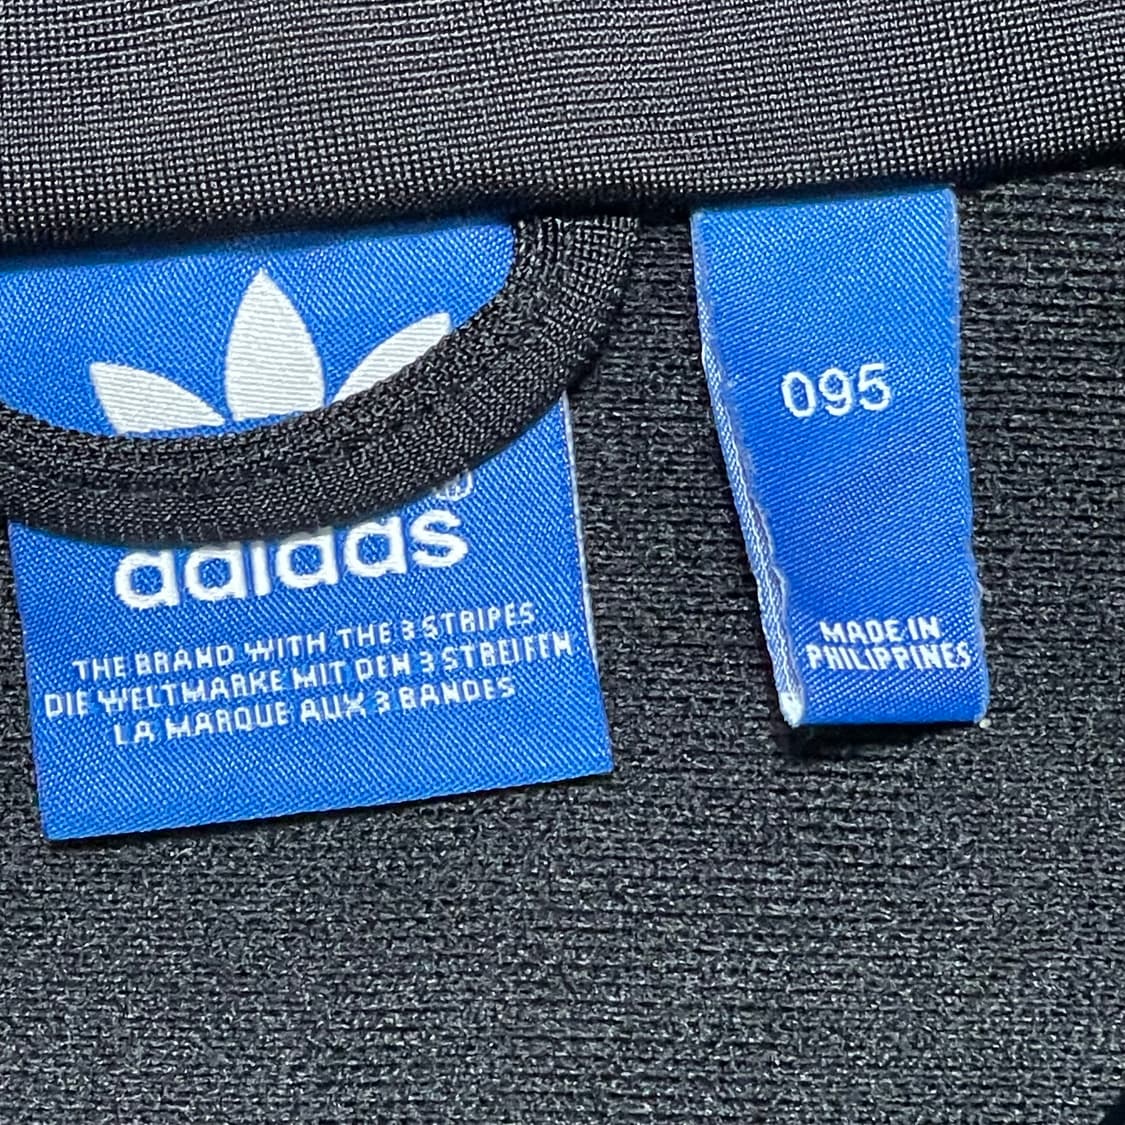 adidas
THE BRAND WITH THE 3 STRIPES
DIE WELTMARKE MIT DEN 3 STREIFEN
LA MARQUE AUX 3 BANDES
095
MADE IN
PHILIPPINES